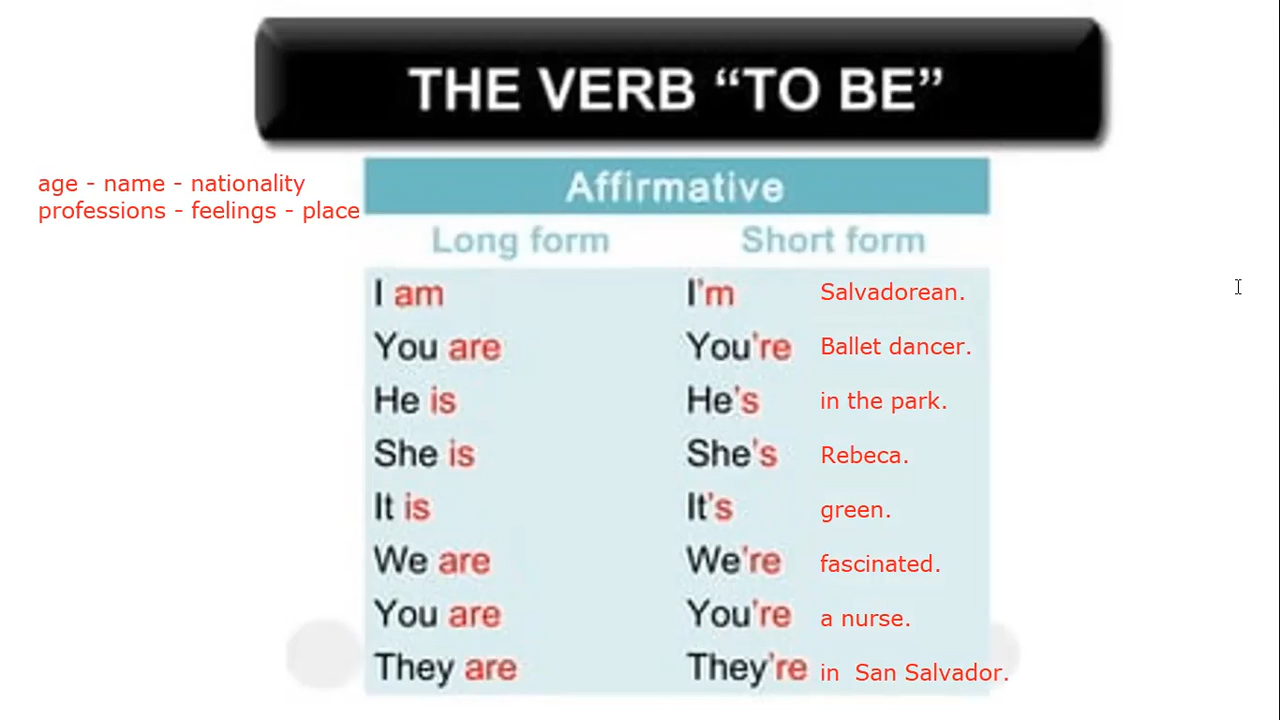 THE VERB “TO BE”
age - name - nationality
professions - feelings - place
Affirmative
Long form Short form
I am I'm Salvadorean.
You are You're Ballet dancer.
He is He's in the park.
She is She's Rebeca.
It is It's green.
We are We're fascinated.
You are You're a nurse.
They are They're in San Salvador.